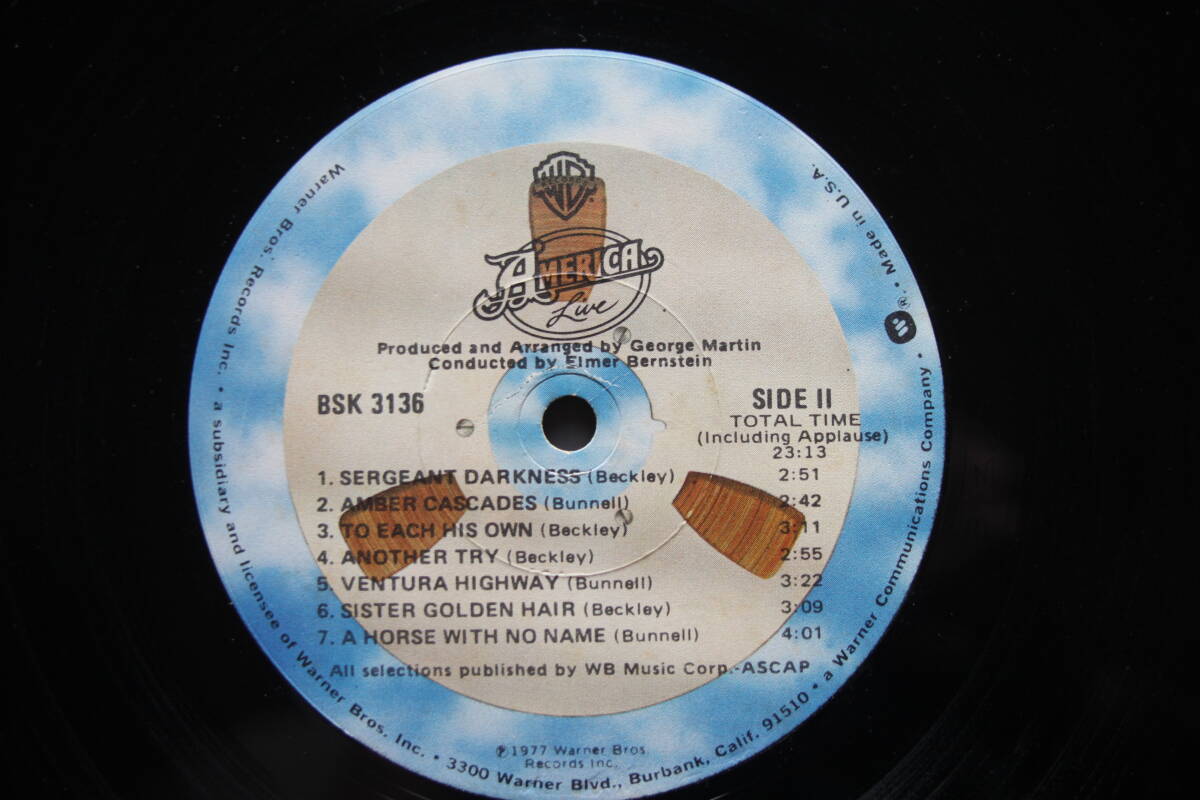 WB
RECORDS
AMERICA
Live
Produced and Arranged by George Martin
Conducted by Elmer Bernstein
BSK 3136
SIDE II
TOTAL TIME
(Including Applause)
23:13
1. SERGEANT DARKNESS (Beckley) 2:51
2. AMBER CASCADES (Bunnell) 2:42
3. TO EACH HIS OWN (Beckley) 3:11
4. ANOTHER TRY (Beckley) 2:55
5. VENTURA HIGHWAY (Bunnell) 3:22
6. SISTER GOLDEN HAIR (Beckley) 3:09
7. A HORSE WITH NO NAME (Bunnell) 4:01
All selections published by WB Music Corp.-ASCAP
℗1977 Warner Bros.
Records Inc.
Warner Bros. Records Inc. • a subsidiary and licensee of Warner Bros. Inc. • 3300 Warner Blvd., Burbank, Calif. 91510 • a Warner Communications Company • ®. • Made in U.S.A.